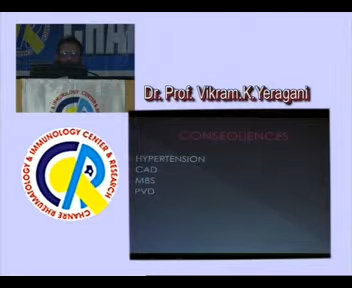 Dr. Prof. Vikram.K.Yeragani
CONSEQUENCES
HYPERTENSION
CAD
MBS
PVD
CHANRE RHEUMATOLOGY & IMMUNOLOGY CENTER & RESEARCH